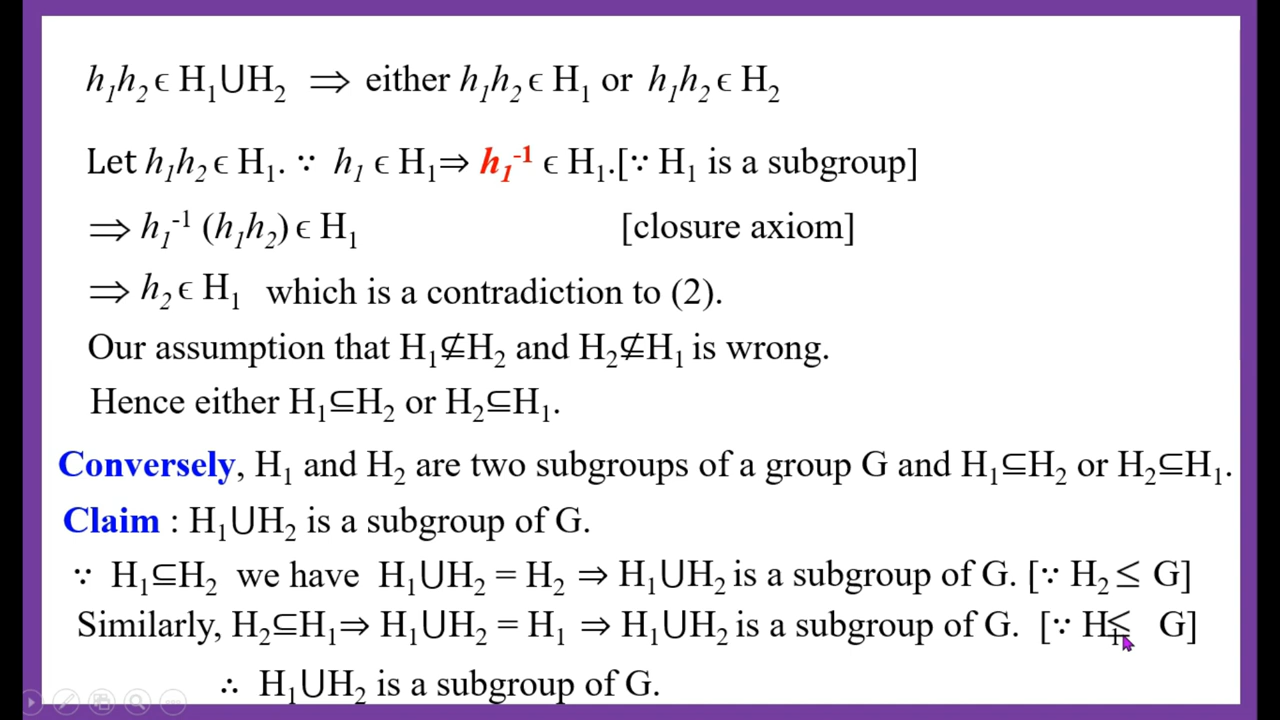 h₁h₂ ϵ H₁⋃H₂ ⇒ either h₁h₂ ϵ H₁ or h₁h₂ ϵ H₂
Let h₁h₂ ϵ H₁. ∵ h₁ ϵ H₁⇒ h₁⁻¹ ϵ H₁.[∵ H₁ is a subgroup]
⇒ h₁⁻¹ (h₁h₂) ϵ H₁ [closure axiom]
⇒ h₂ ϵ H₁ which is a contradiction to (2).
Our assumption that H₁⊈H₂ and H₂⊈H₁ is wrong.
Hence either H₁⊆H₂ or H₂⊆H₁.
Conversely, H₁ and H₂ are two subgroups of a group G and H₁⊆H₂ or H₂⊆H₁.
Claim : H₁⋃H₂ is a subgroup of G.
∵ H₁⊆H₂ we have H₁⋃H₂ = H₂ ⇒ H₁⋃H₂ is a subgroup of G. [∵ H₂ ≤ G]
Similarly, H₂⊆H₁⇒ H₁⋃H₂ = H₁ ⇒ H₁⋃H₂ is a subgroup of G. [∵ H₁≤ G]
∴ H₁⋃H₂ is a subgroup of G.